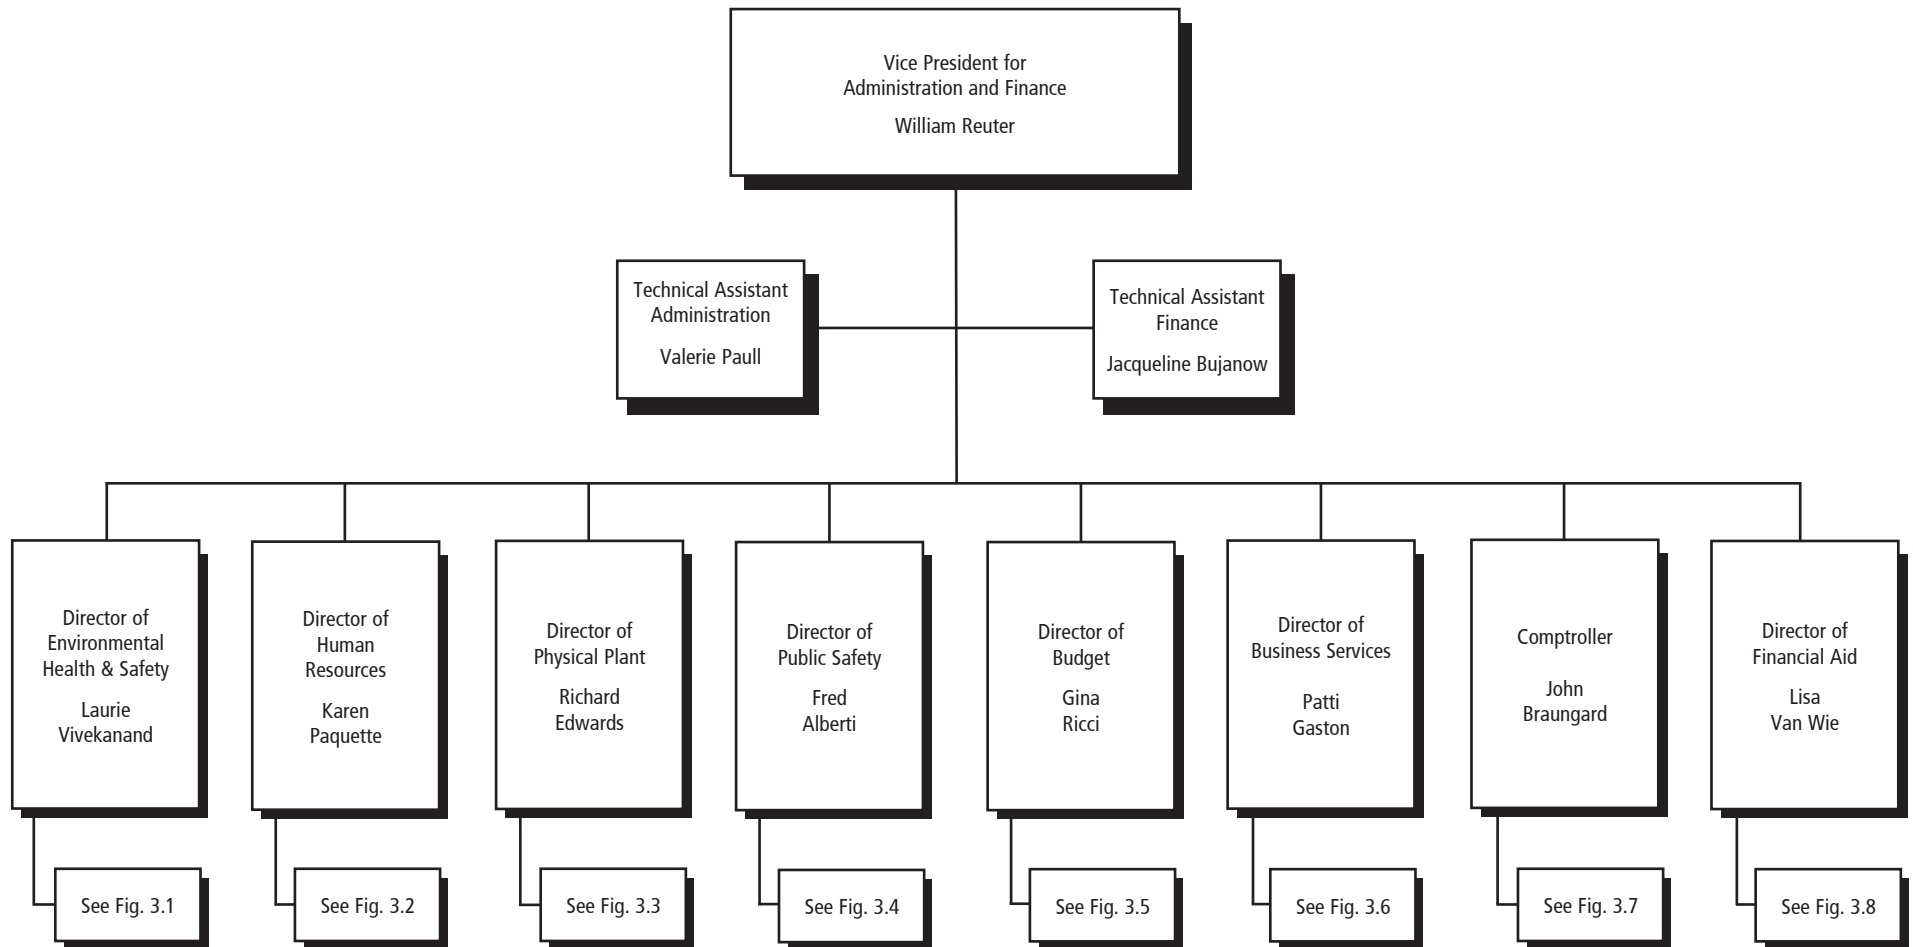 Vice President for
Administration and Finance
William Reuter
Technical Assistant
Administration
Valerie Paull
Technical Assistant
Finance
Jacqueline Bujanow
Director of
Environmental
Health & Safety
Laurie
Vivekanand
Director of
Human
Resources
Karen
Paquette
Director of
Physical Plant
Richard
Edwards
Director of
Public Safety
Fred
Alberti
Director of
Budget
Gina
Ricci
Director of
Business Services
Patti
Gaston
Comptroller
John
Braungard
Director of
Financial Aid
Lisa
Van Wie
See Fig. 3.1
See Fig. 3.2
See Fig. 3.3
See Fig. 3.4
See Fig. 3.5
See Fig. 3.6
See Fig. 3.7
See Fig. 3.8